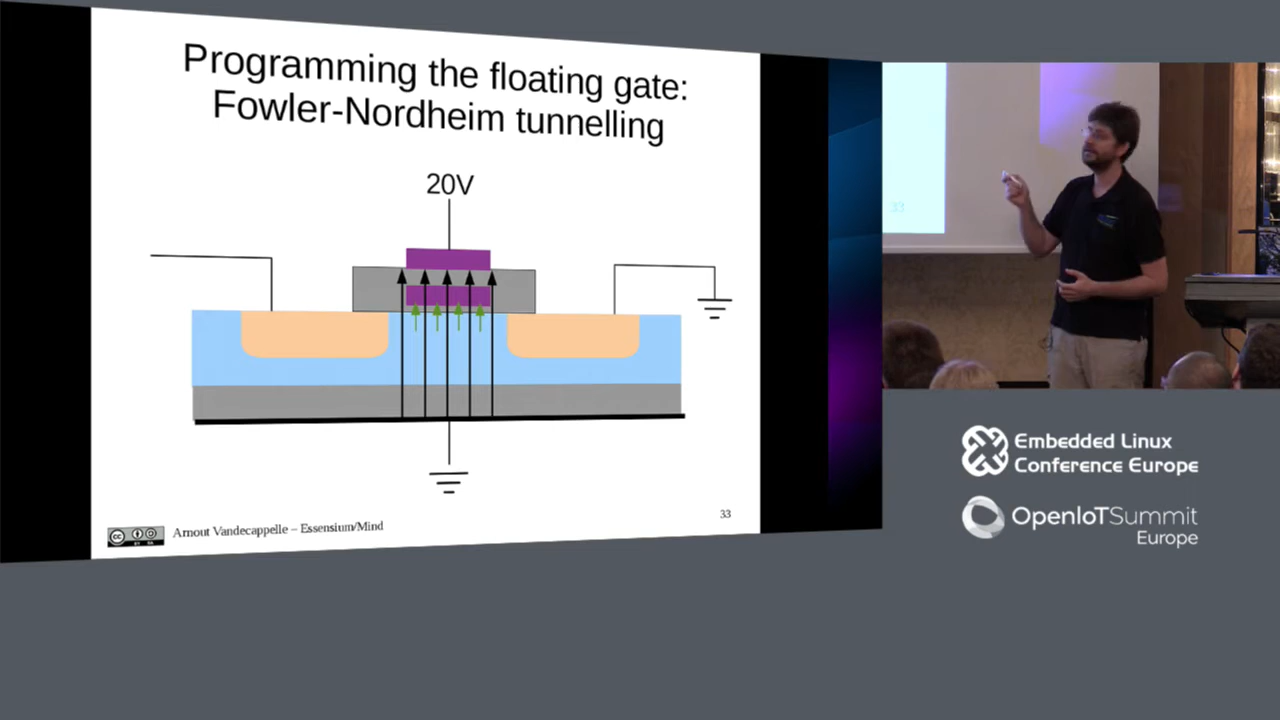 Programming the floating gate:
Fowler-Nordheim tunnelling
20V
Arnout Vandecappelle – Essensium/Mind
33
33
Embedded Linux
Conference Europe
OpenIoTSummit
Europe